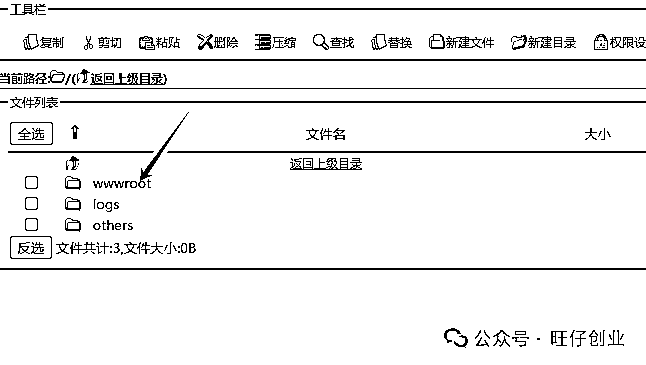 工具栏
复制 剪切 粘贴 删除 压缩 查找 替换 新建文件 新建目录 权限设
当前路径:/(返回上级目录)
文件列表
全选 文件名 大小
返回上级目录
wwwroot
logs
others
反选 文件共计:3,文件大小:0B
公众号 · 旺仔创业